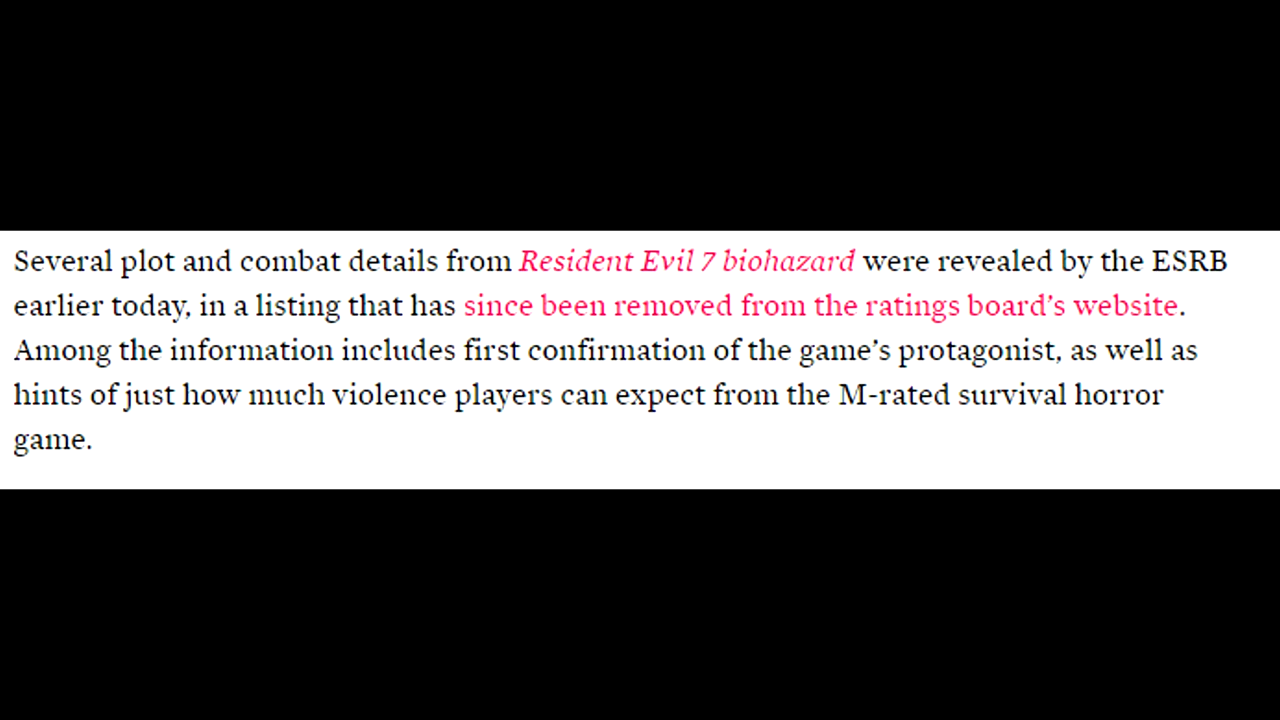 Several plot and combat details from Resident Evil 7 biohazard were revealed by the ESRB
earlier today, in a listing that has since been removed from the ratings board’s website.
Among the information includes first confirmation of the game’s protagonist, as well as
hints of just how much violence players can expect from the M-rated survival horror
game.